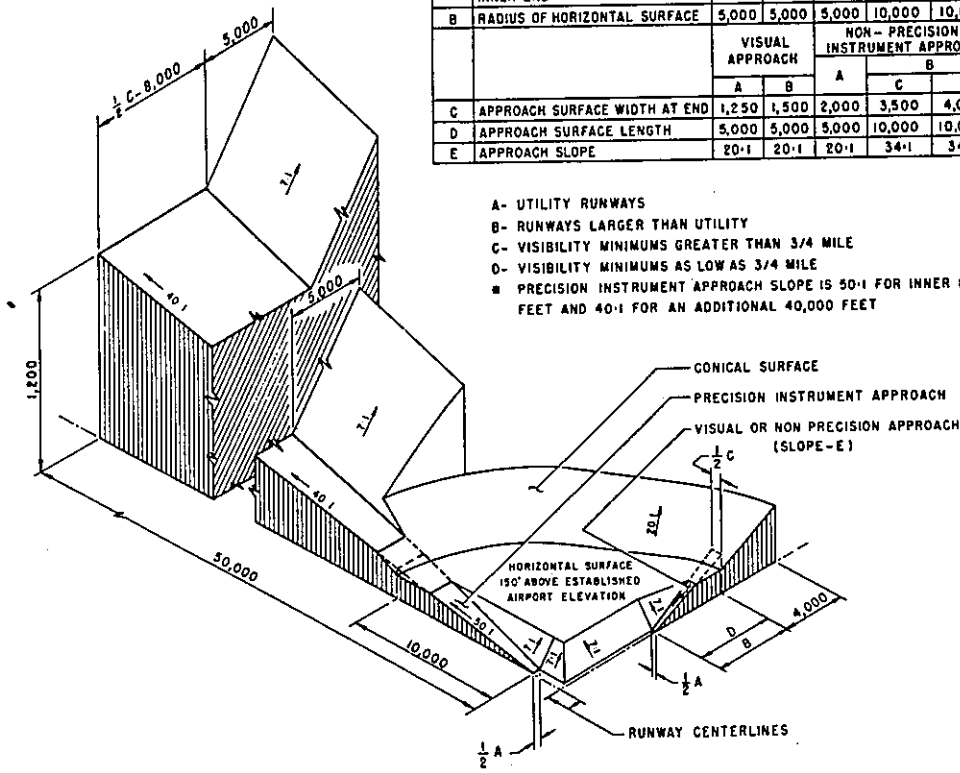 B RADIUS OF HORIZONTAL SURFACE 5,000 5,000 5,000 10,000
VISUAL APPROACH
NON-PRECISION
A B A B
C
C APPROACH SURFACE WIDTH AT END 1,250 1,500 2,000 3,500
D APPROACH SURFACE LENGTH 5,000 5,000 5,000 10,000
E APPROACH SLOPE 20:1 20:1 20:1 34:1
A- UTILITY RUNWAYS
B- RUNWAYS LARGER THAN UTILITY
C- VISIBILITY MINIMUMS GREATER THAN 3/4 MILE
D- VISIBILITY MINIMUMS AS LOW AS 3/4 MILE
* PRECISION INSTRUMENT APPROACH SLOPE IS 50:1 FOR INNER
FEET AND 40:1 FOR AN ADDITIONAL 40,000 FEET
5,000
1/2 C-8,000
7:1
40:1
5,000
1,200
7:1
CONICAL SURFACE
PRECISION INSTRUMENT APPROACH
VISUAL OR NON PRECISION APPROACH
(SLOPE-E)
1/2 C
40:1
20:1
HORIZONTAL SURFACE
150' ABOVE ESTABLISHED
AIRPORT ELEVATION
50,000
50:1
7:1
7:1
7:1
7:1
4,000
D
B
10,000
1/2 A
RUNWAY CENTERLINES
1/2 A